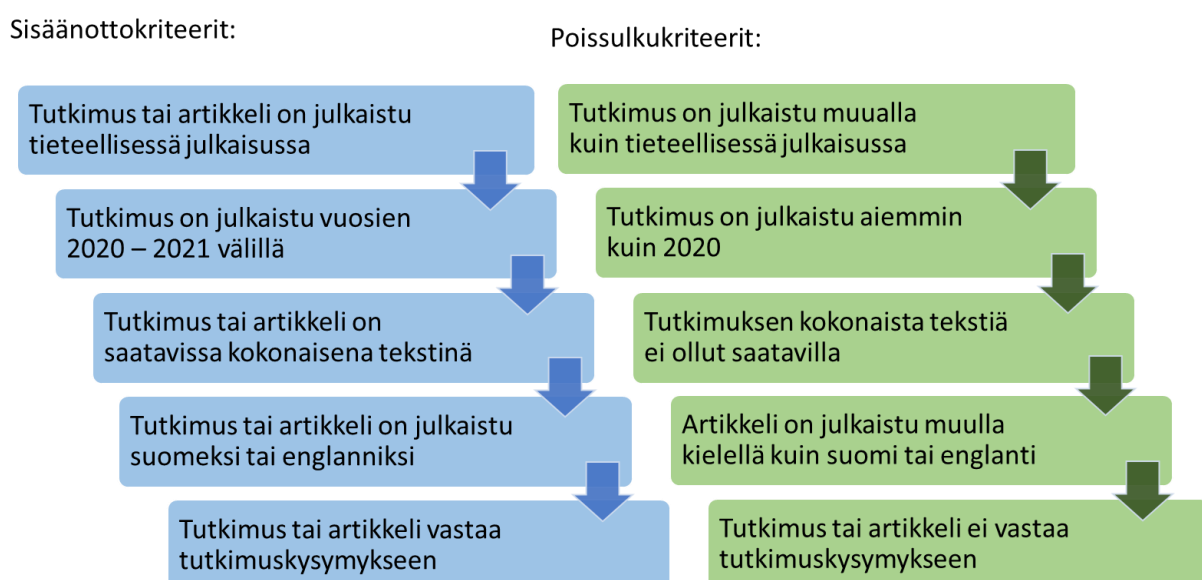 Sisäänottokriteerit:
Tutkimus tai artikkeli on julkaistu
tieteellisessä julkaisussa
Tutkimus on julkaistu vuosien
2020 – 2021 välillä
Tutkimus tai artikkeli on
saatavissa kokonaisena tekstinä
Tutkimus tai artikkeli on julkaistu
suomeksi tai englanniksi
Tutkimus tai artikkeli vastaa
tutkimuskysymykseen
Poissulkukriteerit:
Tutkimus on julkaistu muualla
kuin tieteellisessä julkaisussa
Tutkimus on julkaistu aiemmin
kuin 2020
Tutkimuksen kokonaista tekstiä
ei ollut saatavilla
Artikkeli on julkaistu muulla
kielellä kuin suomi tai englanti
Tutkimus tai artikkeli ei vastaa
tutkimuskysymykseen